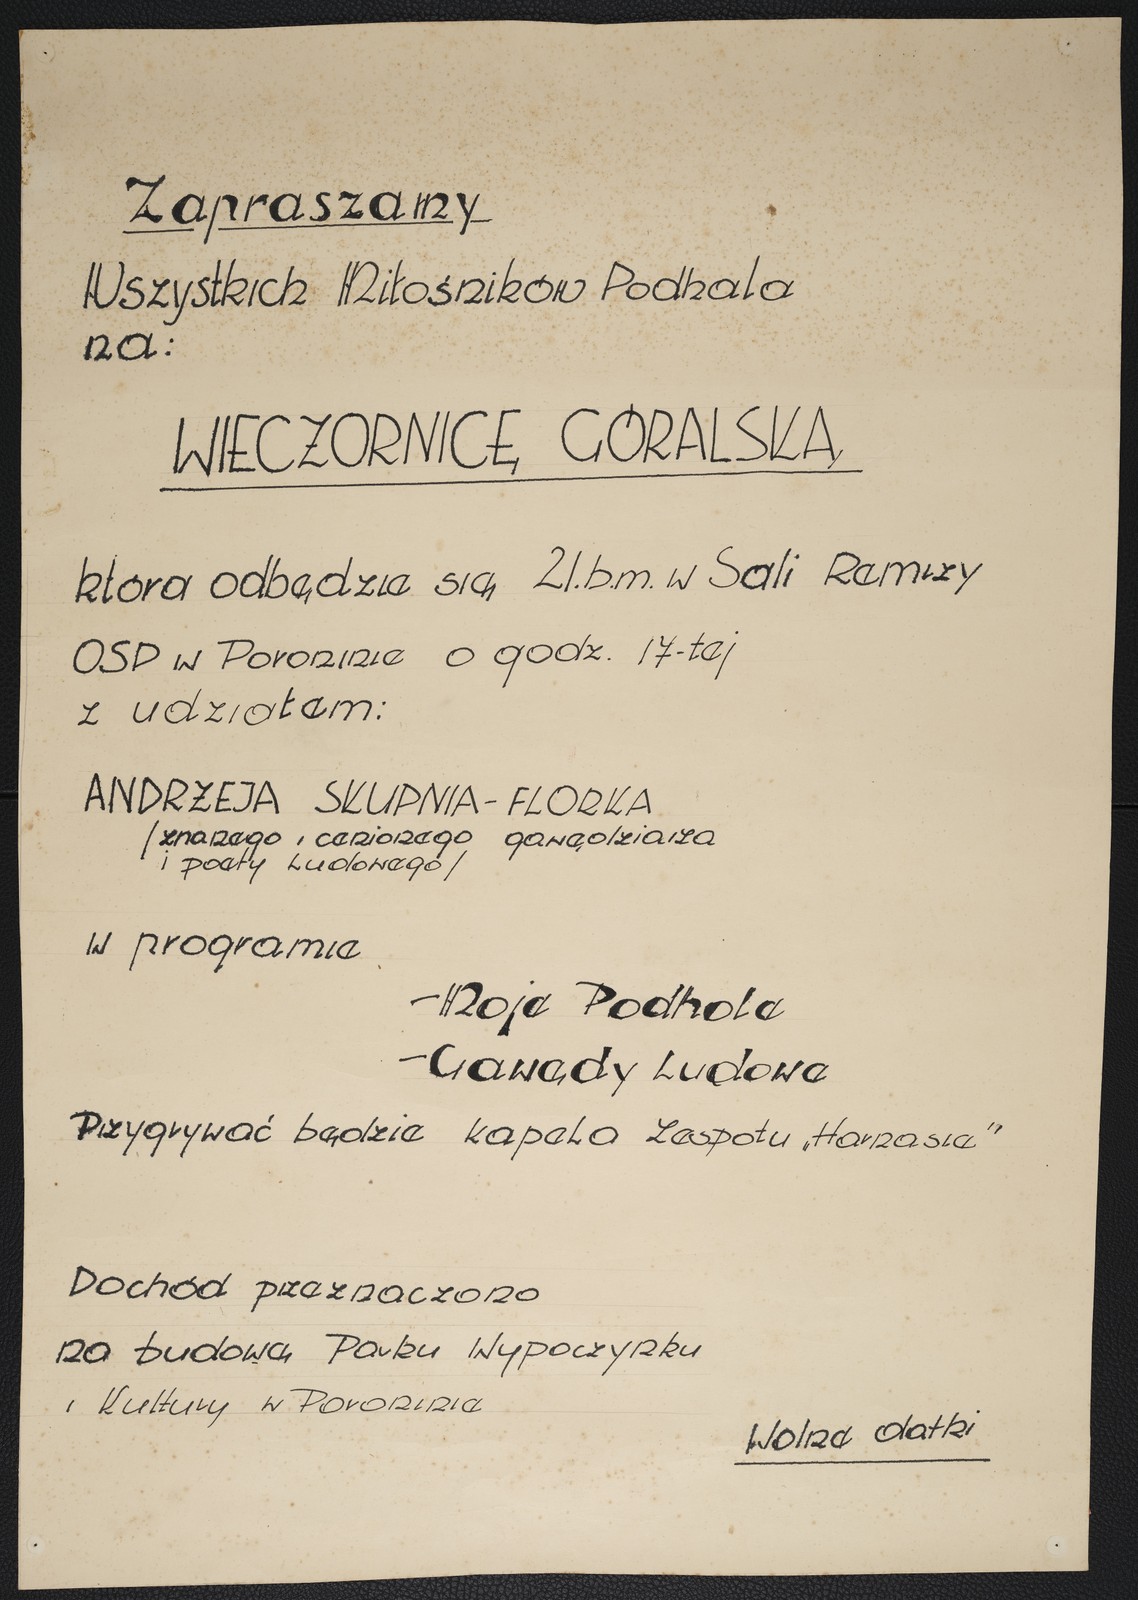 Zapraszamy
Wszystkich Miłośników Podhala
na:
WIECZORNICĘ GÓRALSKĄ
która odbędzie się 21.b.m. w Sali Remizy
OSP w Poroninie o godz. 17-tej
z udziałem:
ANDRZEJA SKUPNIA-FLORKA
/znanego i cenionego gawędziarza
i poety Ludowego/
w programie
-Moje Podhale
-Gawędy Ludowe
Przygrywać będzie kapela Zespołu „Harnasie”
Dochód przeznaczono
na budowę Parku Wypoczynku
i Kultury w Poroninie
Wolne datki